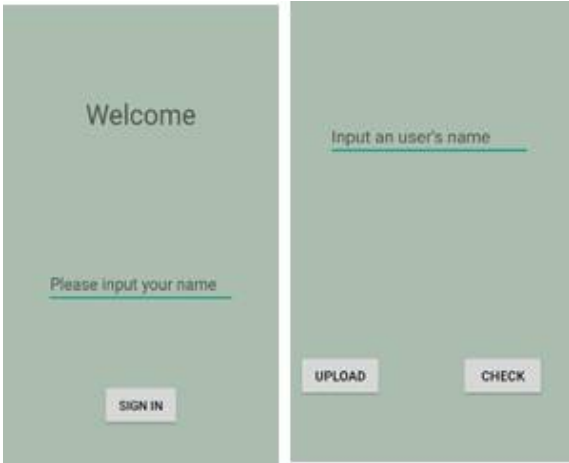 Welcome
Please input your name
SIGN IN
Input an user's name
UPLOAD
CHECK